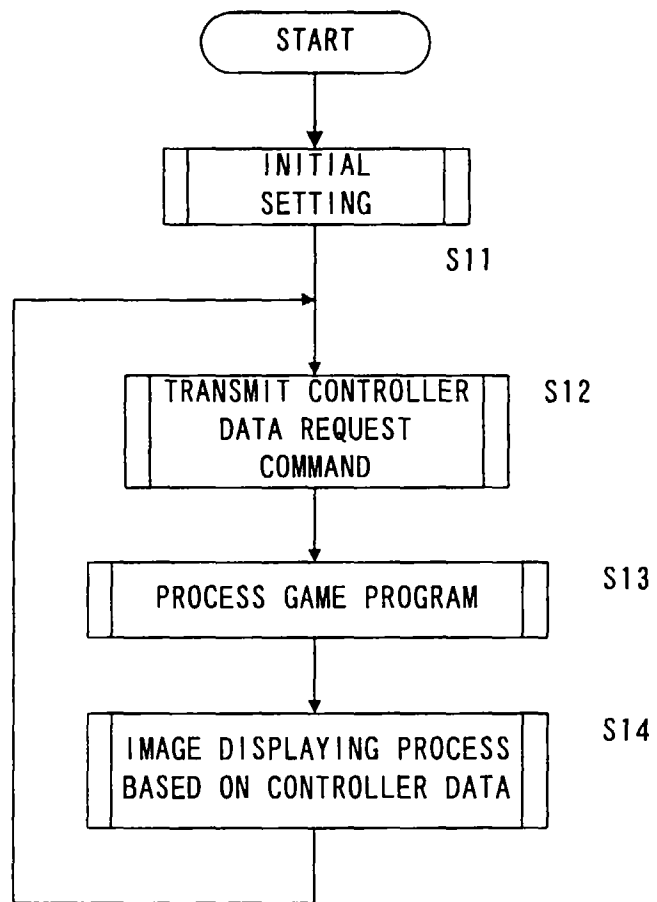 START
INITIAL
SETTING
S11
TRANSMIT CONTROLLER
DATA REQUEST
COMMAND
S12
PROCESS GAME PROGRAM
S13
IMAGE DISPLAYING PROCESS
BASED ON CONTROLLER DATA
S14